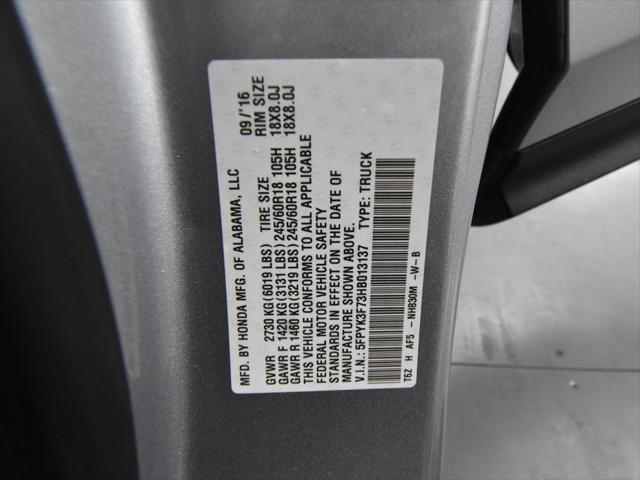 MFD. BY HONDA MFG. OF ALABAMA, LLC 09/'16
GVWR 2730 KG(6019 LBS) TIRE SIZE RIM SIZE
GAWR F 1420 KG(3131 LBS) 245/60R18 105H 18X8.0J
GAWR R 1460 KG(3219 LBS) 245/60R18 105H 18X8.0J
THIS VEHICLE CONFORMS TO ALL APPLICABLE
FEDERAL MOTOR VEHICLE SAFETY
STANDARDS IN EFFECT ON THE DATE OF
MANUFACTURE SHOWN ABOVE.
V.I.N.: 5FPYK3F73HB013137 TYPE: TRUCK
T6Z H AF5 -NH830M -W-B